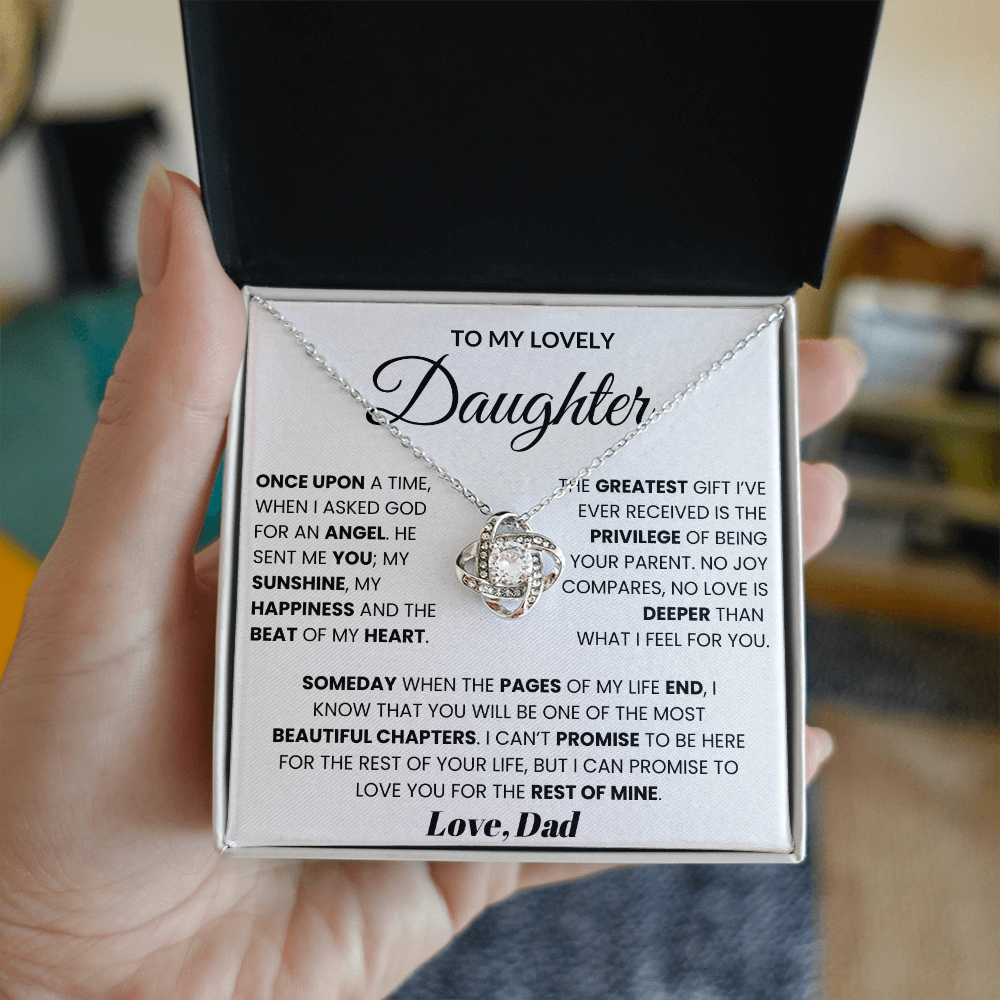 TO MY LOVELY
Daughter
ONCE UPON A TIME,
WHEN I ASKED GOD
FOR AN ANGEL. HE
SENT ME YOU; MY
SUNSHINE, MY
HAPPINESS AND THE
BEAT OF MY HEART.
THE GREATEST GIFT I'VE
EVER RECEIVED IS THE
PRIVILEGE OF BEING
YOUR PARENT. NO JOY
COMPARES, NO LOVE IS
DEEPER THAN
WHAT I FEEL FOR YOU.
SOMEDAY WHEN THE PAGES OF MY LIFE END, I
KNOW THAT YOU WILL BE ONE OF THE MOST
BEAUTIFUL CHAPTERS. I CAN'T PROMISE TO BE HERE
FOR THE REST OF YOUR LIFE, BUT I CAN PROMISE TO
LOVE YOU FOR THE REST OF MINE.
Love, Dad